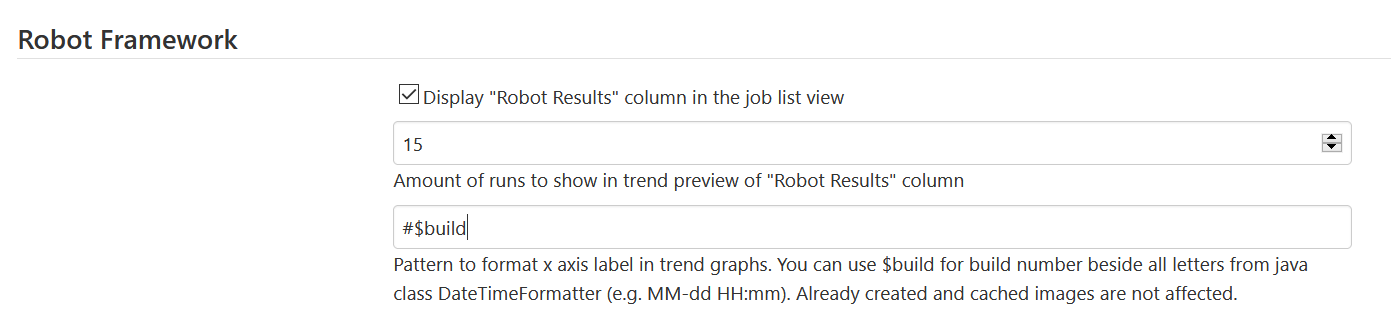 Robot Framework
Display "Robot Results" column in the job list view
15
Amount of runs to show in trend preview of "Robot Results" column
#$build
Pattern to format x axis label in trend graphs. You can use $build for build number beside all letters from java
class DateTimeFormatter (e.g. MM-dd HH:mm). Already created and cached images are not affected.